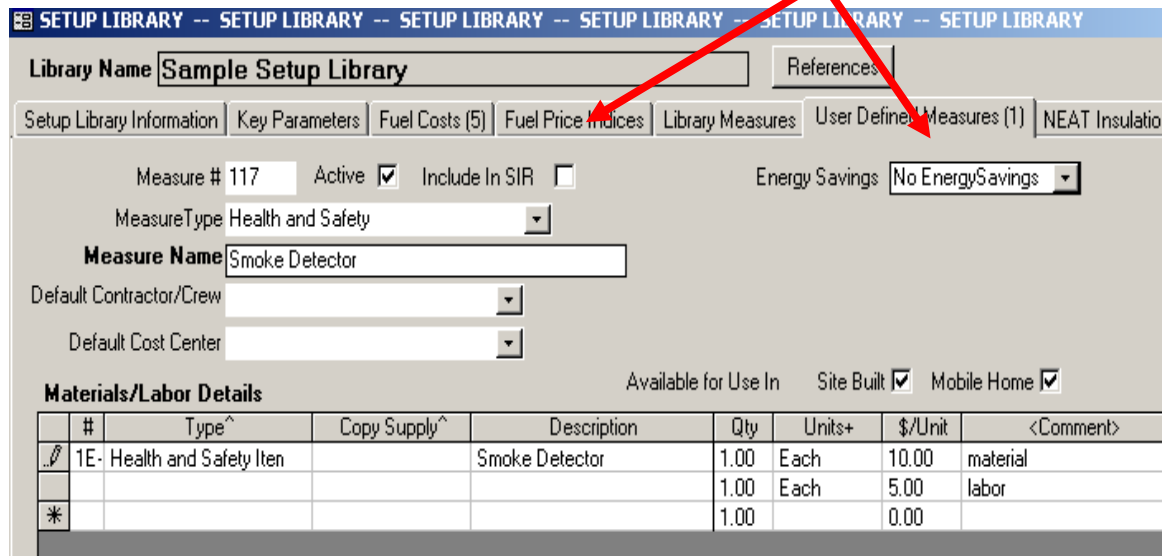 SETUP LIBRARY -- SETUP LIBRARY -- SETUP LIBRARY -- SETUP LIBRARY -- SETUP LIBRARY -- SETUP LIBRARY
Library Name Sample Setup Library References
Setup Library Information Key Parameters Fuel Costs (5) Fuel Price Indices Library Measures User Defined Measures (1) NEAT Insulatio
Measure # 117 Active Include In SIR Energy Savings No EnergySavings
MeasureType Health and Safety
Measure Name Smoke Detector
Default Contractor/Crew
Default Cost Center
Materials/Labor Details Available for Use In Site Built Mobile Home
# Type^ Copy Supply^ Description Qty Units+ $/Unit <Comment>
1E- Health and Safety Iten Smoke Detector 1.00 Each 10.00 material
1.00 Each 5.00 labor
1.00 0.00